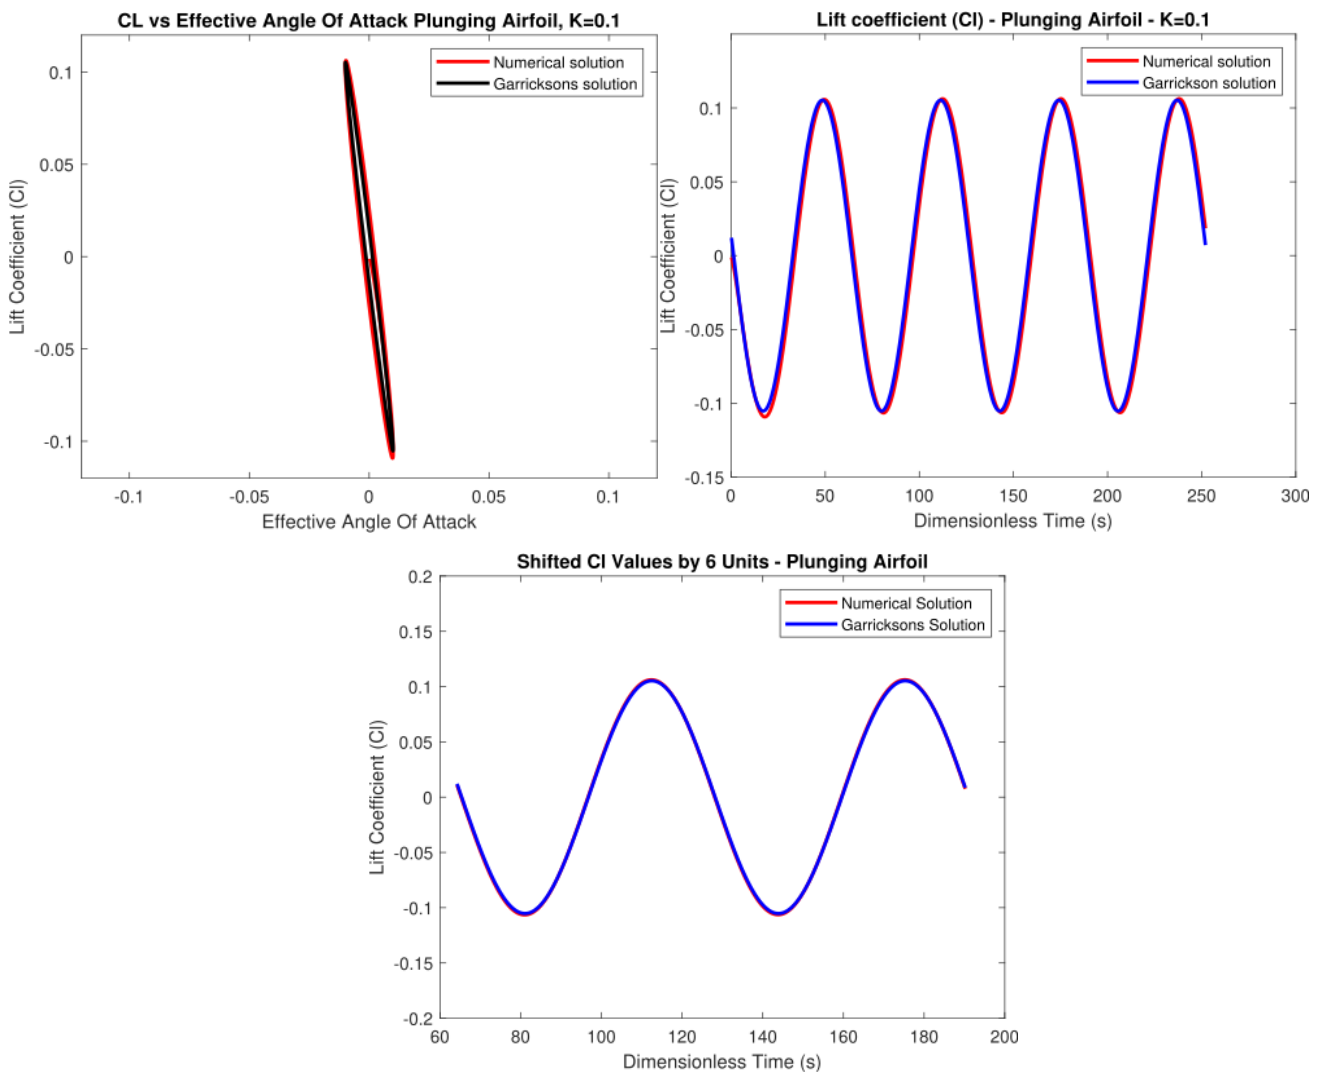 CL vs Effective Angle Of Attack Plunging Airfoil, K=0.1
Numerical solution
Garricksons solution
0.1
0.05
0
-0.05
-0.1
Lift Coefficient (Cl)
-0.1
-0.05
0
0.05
0.1
Effective Angle Of Attack
Lift coefficient (Cl) - Plunging Airfoil - K=0.1
Numerical solution
Garrickson solution
0.1
0.05
0
-0.05
-0.1
-0.15
Lift Coefficient (Cl)
0
50
100
150
200
250
300
Dimensionless Time (s)
Shifted Cl Values by 6 Units - Plunging Airfoil
Numerical Solution
Garricksons Solution
0.2
0.15
0.1
0.05
0
-0.05
-0.1
-0.15
-0.2
Lift Coefficient (Cl)
60
80
100
120
140
160
180
200
Dimensionless Time (s)